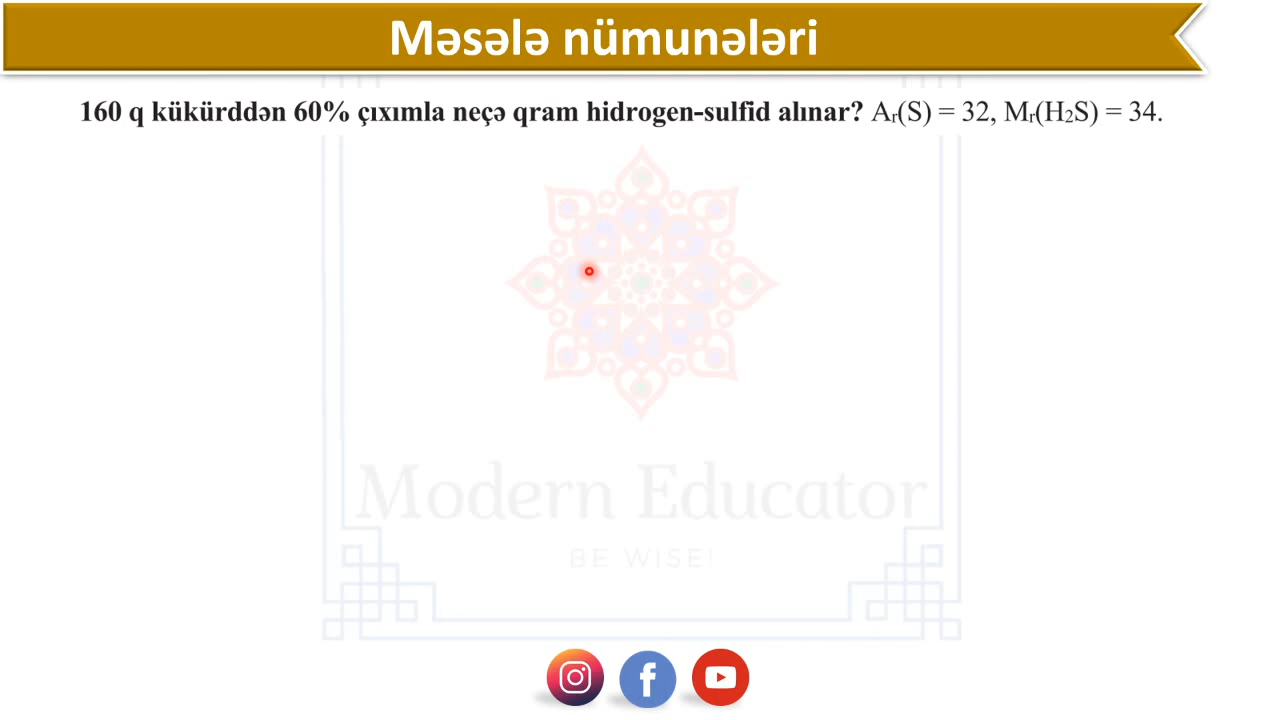 Məsələ nümunələri
160 q kükürddən 60% çıxımla neçə qram hidrogen-sulfid alınar? Aᵣ(S) = 32, Mᵣ(H₂S) = 34.
Modern Educator
BE WISE!